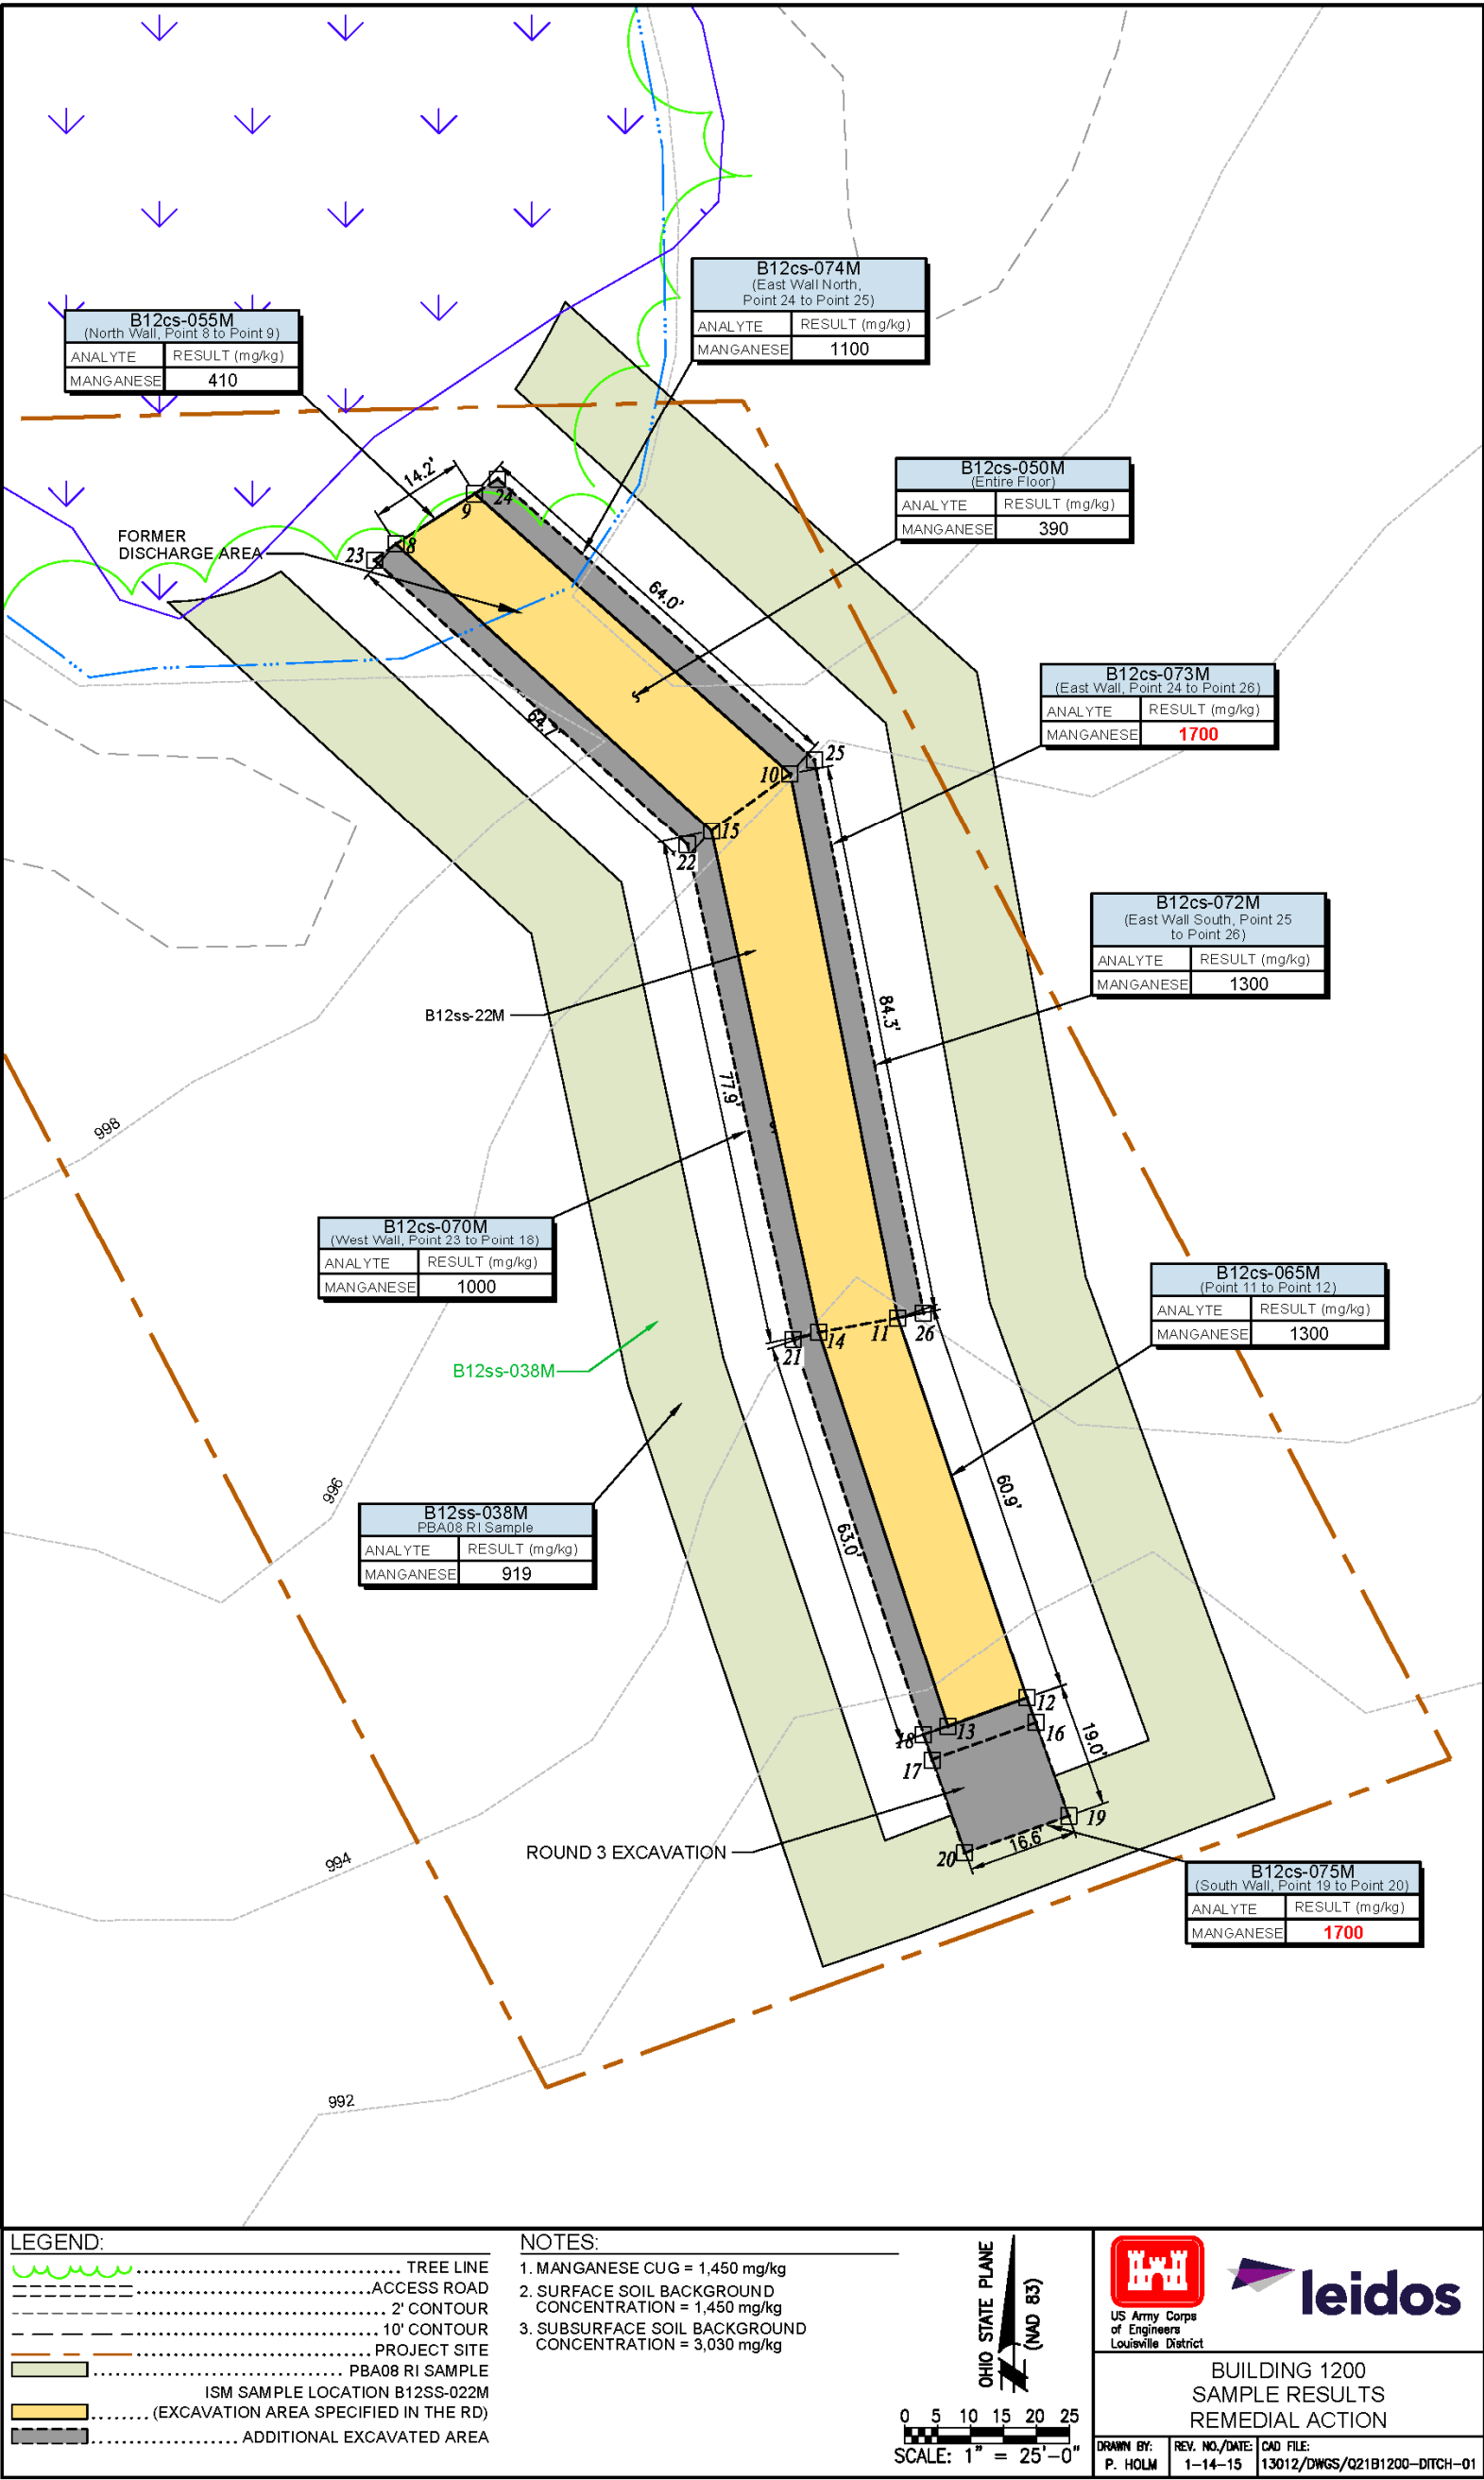 B12cs-074M
(East Wall North,
Point 24 to Point 25)
ANALYTE RESULT (mg/kg)
MANGANESE 1100
B12cs-055M
(North Wall, Point 8 to Point 9)
ANALYTE RESULT (mg/kg)
MANGANESE 410
B12cs-050M
(Entire Floor)
ANALYTE RESULT (mg/kg)
MANGANESE 390
14.2'
9
24
FORMER
DISCHARGE AREA
23
8
64.0'
B12cs-073M
(East Wall, Point 24 to Point 26)
ANALYTE RESULT (mg/kg)
MANGANESE 1700
64.7'
25
10
15
22
B12cs-072M
(East Wall South, Point 25
to Point 26)
ANALYTE RESULT (mg/kg)
MANGANESE 1300
B12ss-22M
84.3'
77.9'
998
B12cs-070M
(West Wall, Point 23 to Point 18)
ANALYTE RESULT (mg/kg)
MANGANESE 1000
B12cs-065M
(Point 11 to Point 12)
ANALYTE RESULT (mg/kg)
MANGANESE 1300
21
14
11
26
B12ss-038M
996
60.9'
63.0'
B12ss-038M
PBA08 RI Sample
ANALYTE RESULT (mg/kg)
MANGANESE 919
12
18
13
16
17
19.0'
19
ROUND 3 EXCAVATION
20
16.6'
994
B12cs-075M
(South Wall, Point 19 to Point 20)
ANALYTE RESULT (mg/kg)
MANGANESE 1700
992
LEGEND:
TREE LINE
ACCESS ROAD
2' CONTOUR
10' CONTOUR
PROJECT SITE
PBA08 RI SAMPLE
ISM SAMPLE LOCATION B12SS-022M
(EXCAVATION AREA SPECIFIED IN THE RD)
ADDITIONAL EXCAVATED AREA
NOTES:
1. MANGANESE CUG = 1,450 mg/kg
2. SURFACE SOIL BACKGROUND
CONCENTRATION = 1,450 mg/kg
3. SUBSURFACE SOIL BACKGROUND
CONCENTRATION = 3,030 mg/kg
OHIO STATE PLANE
(NAD 83)
0 5 10 15 20 25
SCALE: 1" = 25'-0"
US Army Corps
of Engineers
Louisville District
leidos
BUILDING 1200
SAMPLE RESULTS
REMEDIAL ACTION
DRAWN BY:
P. HOLM
REV. NO./DATE:
1-14-15
CAD FILE:
13012/DWGS/Q21B1200-DITCH-01